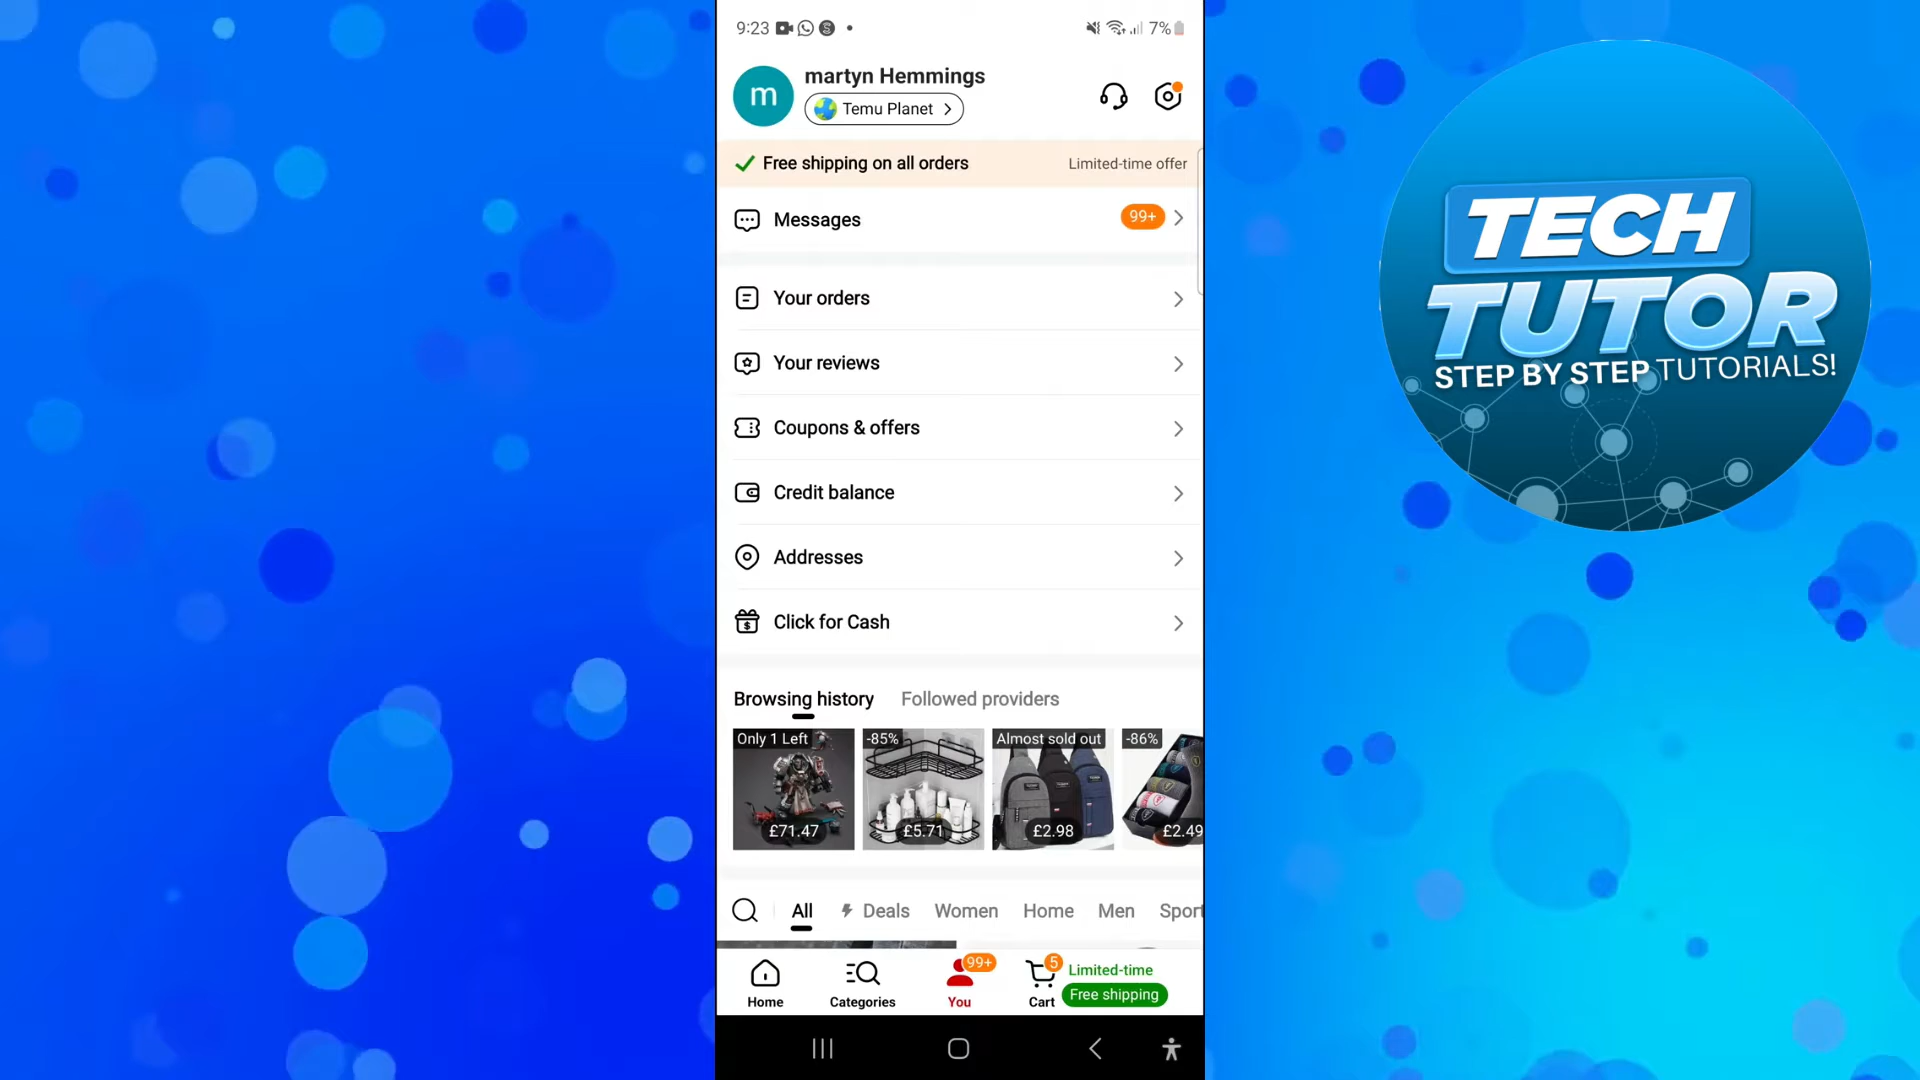 9:23
7%
m
martyn Hemmings
Temu Planet
Free shipping on all orders
Limited-time offer
Messages
99+
Your orders
Your reviews
Coupons & offers
Credit balance
Addresses
Click for Cash
Browsing history
Followed providers
Only 1 Left
-85%
Almost sold out
-86%
£71.47
£5.71
£2.98
£2.49
All
Deals
Women
Home
Men
Sport
99+
5
Limited-time
Free shipping
Home
Categories
You
Cart
TECH
TUTOR
STEP BY STEP TUTORIALS!